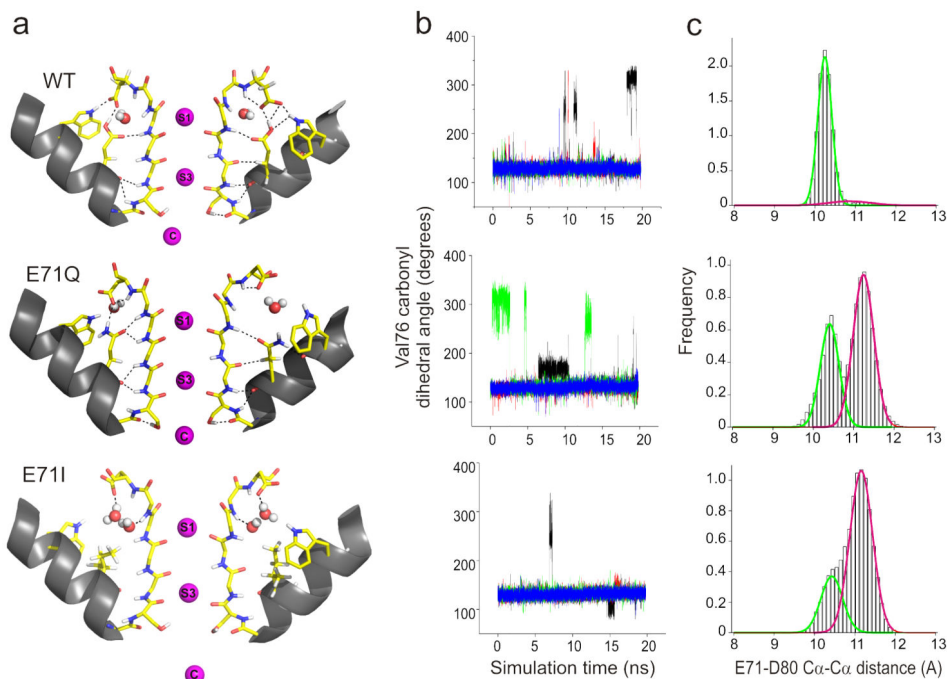 a
b
c
WT
S1
S3
C
E71Q
S1
S3
C
E71I
S1
S3
C
Val76 carbonyl
dihedral angle (degrees)
400
300
200
100
0 5 10 15 20
400
300
200
100
0 5 10 15 20
400
300
200
100
0 5 10 15 20
Simulation time (ns)
Frequency
2.0
1.5
1.0
0.5
0.0
8 9 10 11 12 13
1.0
0.8
0.6
0.4
0.2
0
8 9 10 11 12 13
1.0
0.8
0.6
0.4
0.2
0
8 9 10 11 12 13
E71-D80 Cα-Cα distance (A)